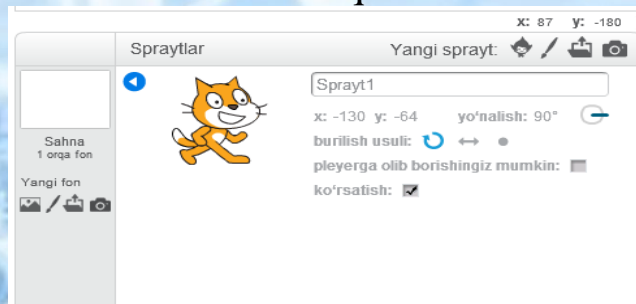 x: 87 y: -180
Spraytlar Yangi sprayt:
Sprayt1
x: -130 y: -64 yo‘nalish: 90°
burilish usuli:
pleyerga olib borishingiz mumkin:
ko‘rsatish:
Sahna
1 orqa fon
Yangi fon